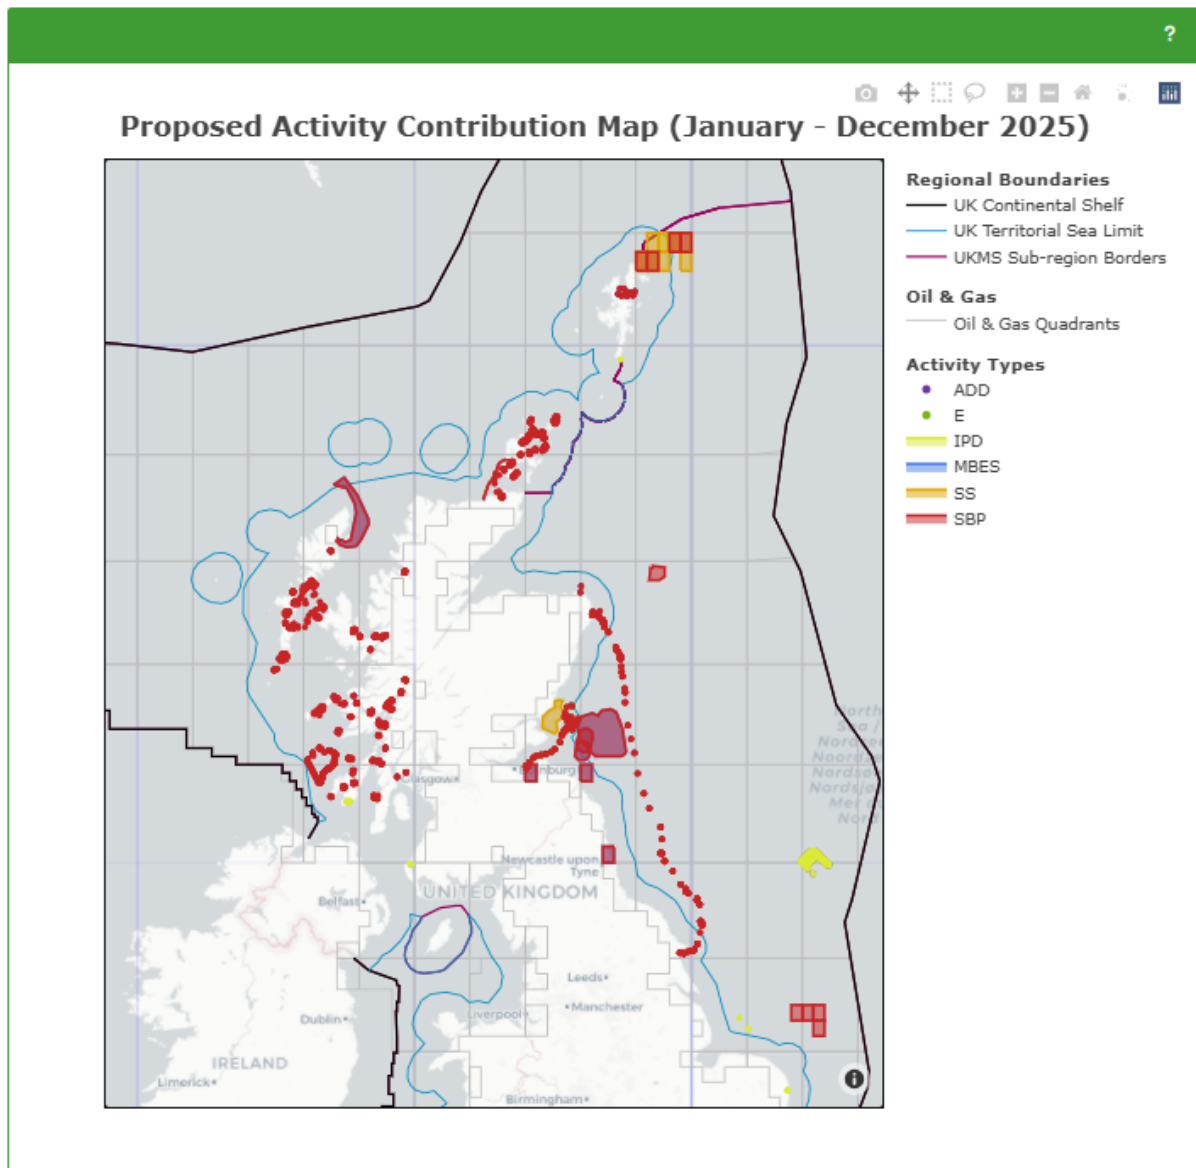 ?
Proposed Activity Contribution Map (January - December 2025)
Regional Boundaries
UK Continental Shelf
UK Territorial Sea Limit
UKMS Sub-region Borders
Oil & Gas
Oil & Gas Quadrants
Activity Types
ADD
E
IPD
MBES
SS
SBP
North
Sea /
Glasgow
Newcastle upon
Tyne
UNITED KINGDOM
Belfast
Leeds
Manchester
Liverpool
Dublin
IRELAND
Limerick
Birmingham
i